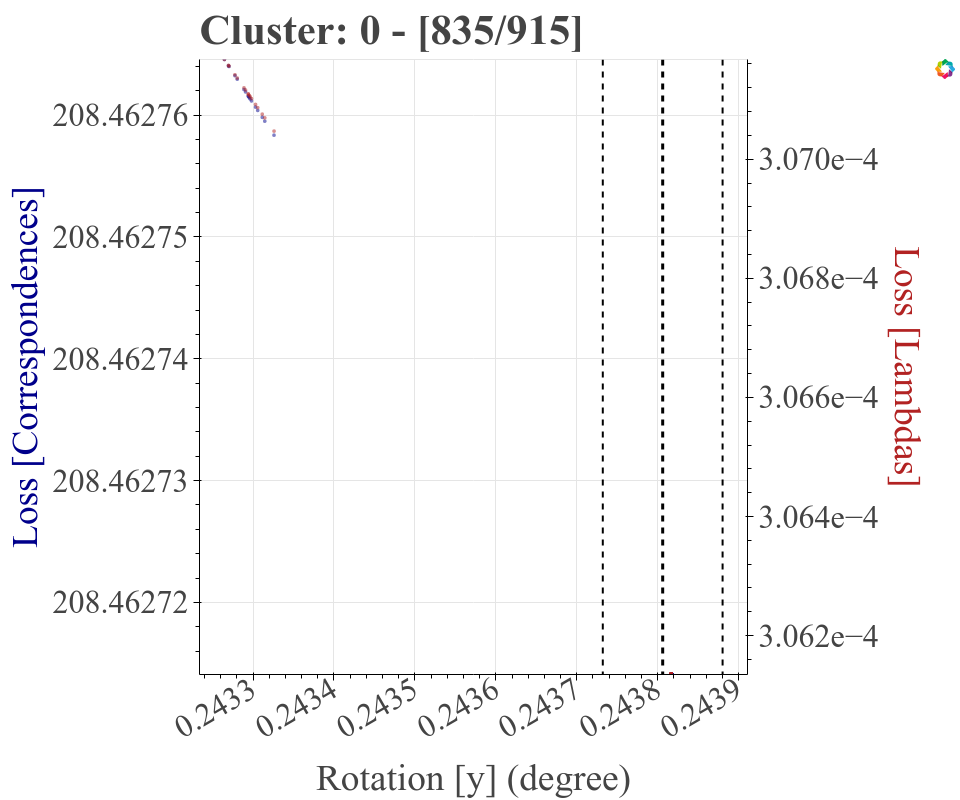 Cluster: 0 - [835/915]
Loss [Correspondences]
208.46276
208.46275
208.46274
208.46273
208.46272
3.070e−4
3.068e−4
3.066e−4
3.064e−4
3.062e−4
Loss [Lambdas]
0.2433
0.2434
0.2435
0.2436
0.2437
0.2438
0.2439
Rotation [y] (degree)